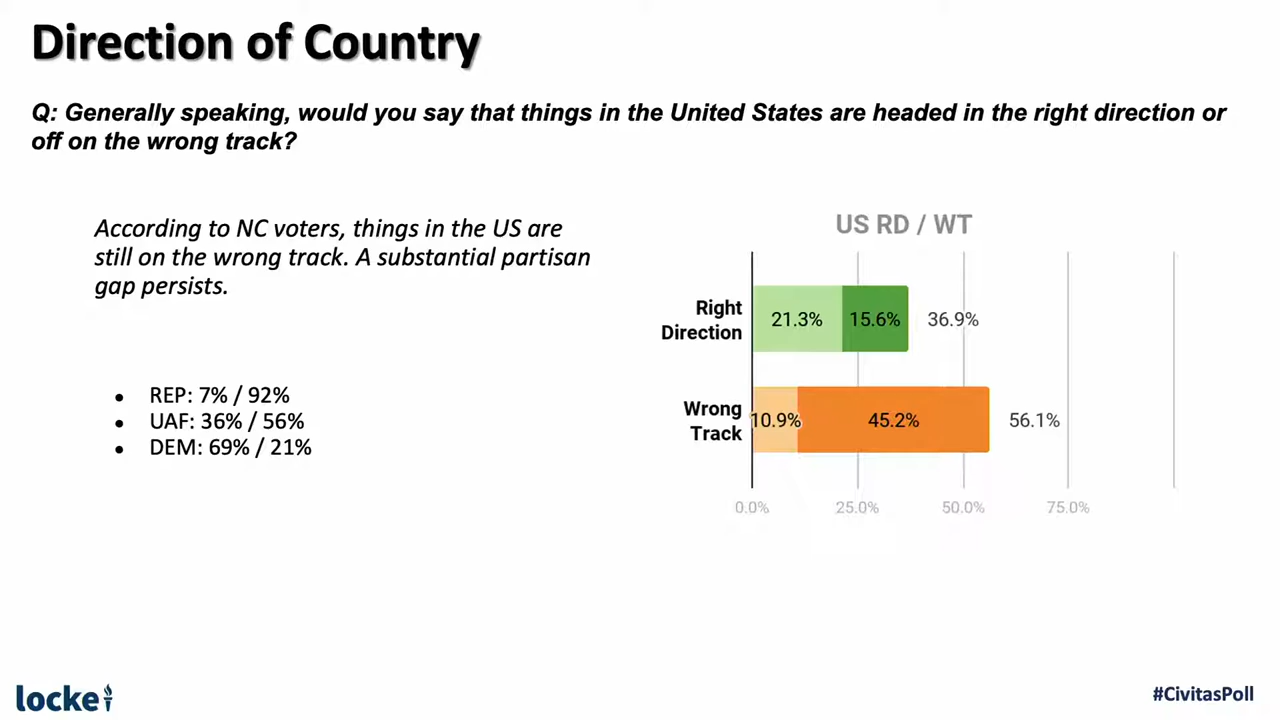 Direction of Country
Q: Generally speaking, would you say that things in the United States are headed in the right direction or
off on the wrong track?
According to NC voters, things in the US are
still on the wrong track. A substantial partisan
gap persists.
• REP: 7% / 92%
• UAF: 36% / 56%
• DEM: 69% / 21%
US RD / WT
Right
Direction
21.3%
15.6%
36.9%
Wrong
Track
10.9%
45.2%
56.1%
0.0%
25.0%
50.0%
75.0%
locke
#CivitasPoll